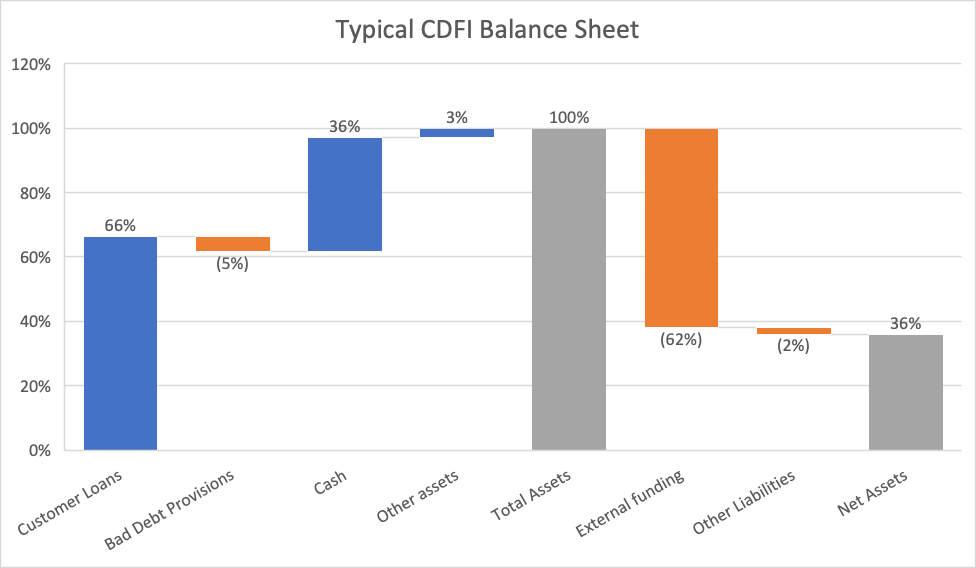 Typical CDFI Balance Sheet
120%
100%
80%
60%
40%
20%
0%
66%
(5%)
36%
3%
100%
(62%)
(2%)
36%
Customer Loans
Bad Debt Provisions
Cash
Other assets
Total Assets
External funding
Other Liabilities
Net Assets